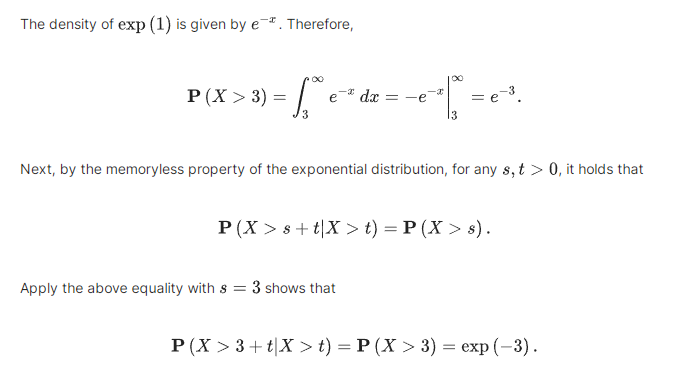 The density of exp (1) is given by e^{-x}. Therefore,
P (X > 3) = ∫_3^∞ e^{-x} dx = −e^{-x}|_3^∞ = e^{-3}.
Next, by the memoryless property of the exponential distribution, for any s, t > 0, it holds that
P (X > s + t|X > t) = P (X > s) .
Apply the above equality with s = 3 shows that
P (X > 3 + t|X > t) = P (X > 3) = exp (−3) .